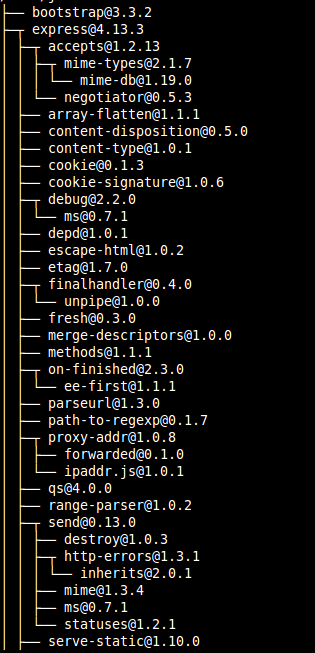 ├── bootstrap@3.3.2
├─┬ express@4.13.3
│ ├─┬ accepts@1.2.13
│ │ ├─┬ mime-types@2.1.7
│ │ │ └── mime-db@1.19.0
│ │ └── negotiator@0.5.3
│ ├── array-flatten@1.1.1
│ ├── content-disposition@0.5.0
│ ├── content-type@1.0.1
│ ├── cookie@0.1.3
│ ├── cookie-signature@1.0.6
│ ├─┬ debug@2.2.0
│ │ └── ms@0.7.1
│ ├── depd@1.0.1
│ ├── escape-html@1.0.2
│ ├── etag@1.7.0
│ ├─┬ finalhandler@0.4.0
│ │ └── unpipe@1.0.0
│ ├── fresh@0.3.0
│ ├── merge-descriptors@1.0.0
│ ├── methods@1.1.1
│ ├─┬ on-finished@2.3.0
│ │ └── ee-first@1.1.1
│ ├── parseurl@1.3.0
│ ├── path-to-regexp@0.1.7
│ ├─┬ proxy-addr@1.0.8
│ │ ├── forwarded@0.1.0
│ │ └── ipaddr.js@1.0.1
│ ├── qs@4.0.0
│ ├── range-parser@1.0.2
│ ├─┬ send@0.13.0
│ │ ├── destroy@1.0.3
│ │ ├─┬ http-errors@1.3.1
│ │ │ └── inherits@2.0.1
│ │ ├── mime@1.3.4
│ │ ├── ms@0.7.1
│ │ └── statuses@1.2.1
│ ├── serve-static@1.10.0